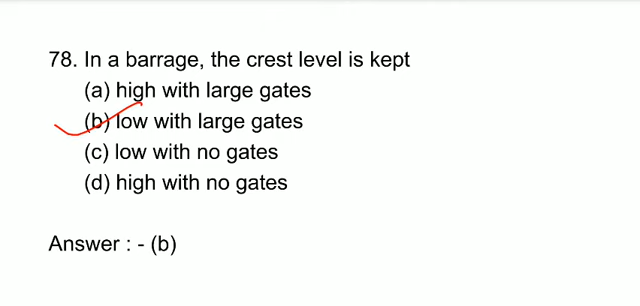 78. In a barrage, the crest level is kept
(a) high with large gates
(b) low with large gates
(c) low with no gates
(d) high with no gates
Answer : - (b)